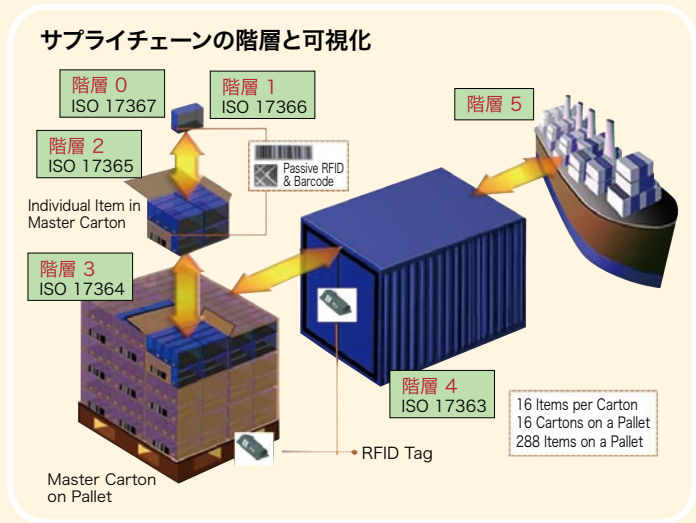 サプライチェーンの階層と可視化
階層 0
ISO 17367
階層 1
ISO 17366
階層 2
ISO 17365
Passive RFID
& Barcode
階層 5
Individual Item in
Master Carton
階層 3
ISO 17364
階層 4
ISO 17363
16 Items per Carton
16 Cartons on a Pallet
288 Items on a Pallet
RFID Tag
Master Carton
on Pallet